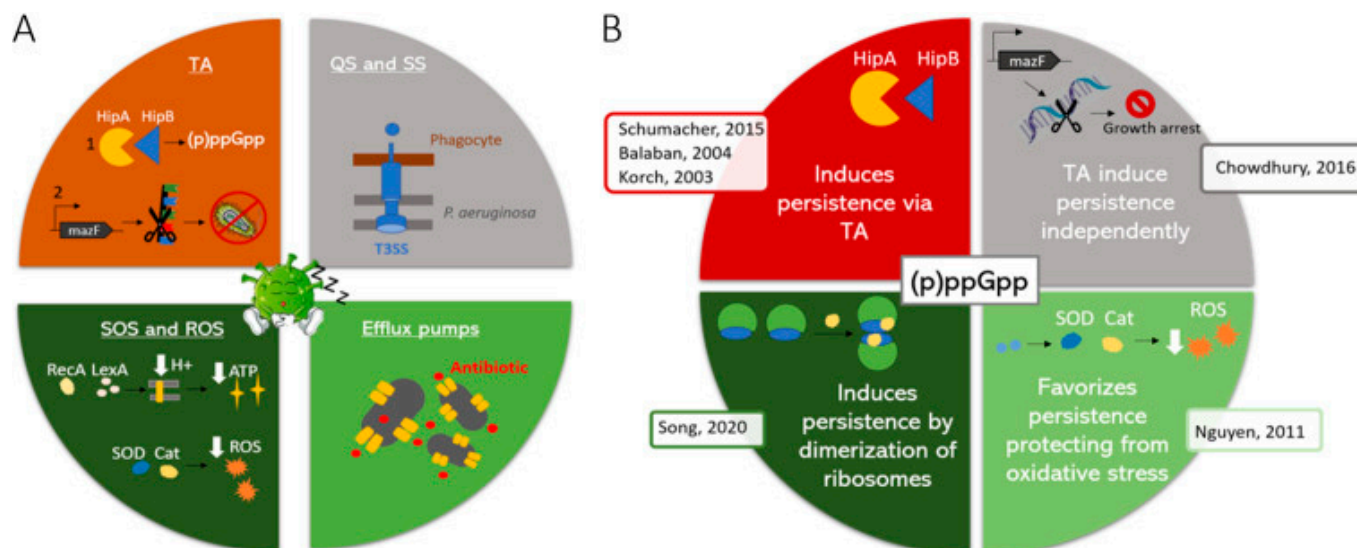 A
TA
HipA HipB
1
(p)ppGpp
2
mazF
QS and SS
Phagocyte
P. aeruginosa
T3SS
zzz
SOS and ROS
RecA LexA
H+
ATP
SOD Cat
ROS
Efflux pumps
Antibiotic
B
HipA HipB
Schumacher, 2015
Balaban, 2004
Korch, 2003
Induces
persistence via
TA
mazF
Growth arrest
Chowdhury, 2016
TA induce
persistence
independently
(p)ppGpp
Induces
persistence by
dimerization of
ribosomes
Song, 2020
SOD Cat
ROS
Favorizes
persistence
protecting from
oxidative stress
Nguyen, 2011